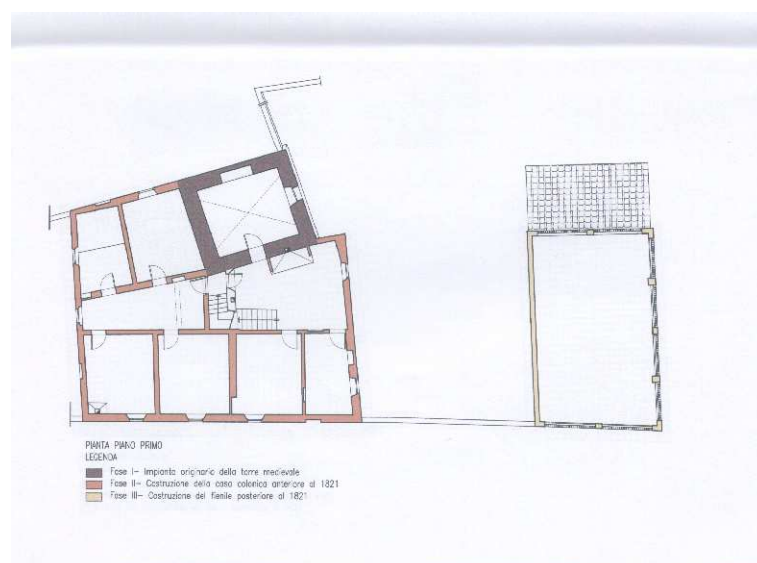 PIANTA PIANO PRIMO
LEGENDA
Fase I- Impianto originario della torre medievale
Fase II- Costruzione della casa colonica anteriore al 1821
Fase III- Costruzione del fienile posteriore al 1821